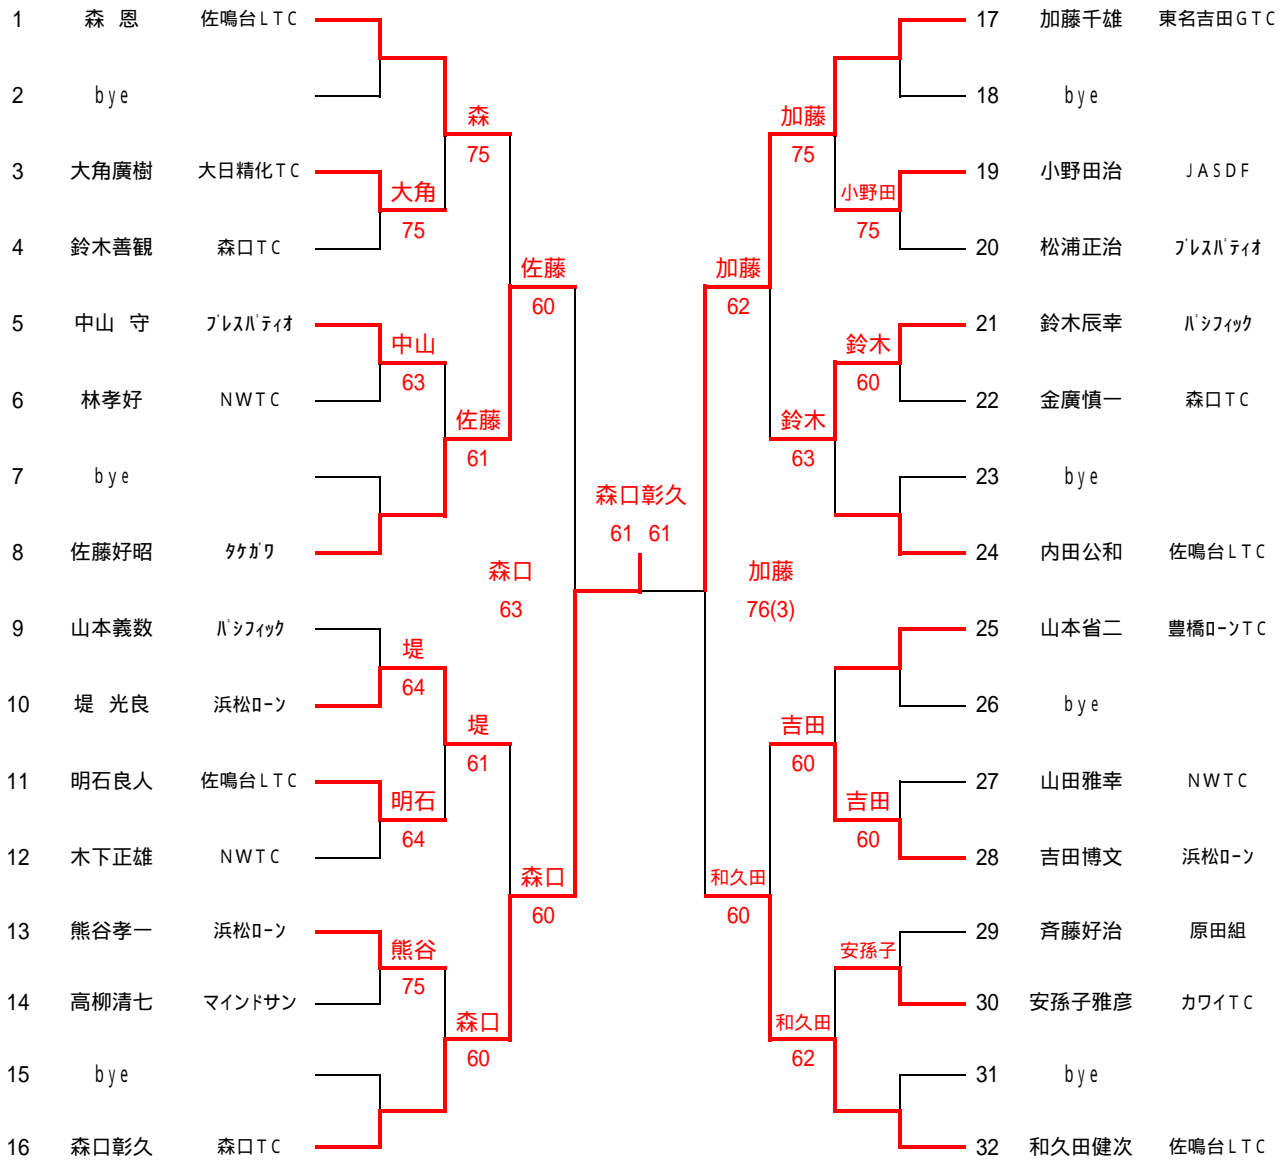 1 森 恩 佐鳴台LTC
2 bye
3 大角廣樹 大日精化TC
4 鈴木善観 森口TC
5 中山 守 ブレスパティオ
6 林孝好 NWTC
7 bye
8 佐藤好昭 タケガワ
9 山本義数 パシフィック
10 堤 光良 浜松ローン
11 明石良人 佐鳴台LTC
12 木下正雄 NWTC
13 熊谷孝一 浜松ローン
14 高柳清七 マインドサン
15 bye
16 森口彰久 森口TC
大角
75
中山
63
堤
64
明石
64
熊谷
75
森
75
佐藤
61
堤
61
森口
60
佐藤
60
森口
60
森口
63
森口彰久
61 61
加藤
76(3)
加藤
62
和久田
60
加藤
75
鈴木
63
吉田
60
和久田
62
小野田
75
鈴木
60
吉田
60
安孫子
17 加藤千雄 東名吉田GTC
18 bye
19 小野田治 JASDF
20 松浦正治 ブレスパティオ
21 鈴木辰幸 パシフィック
22 金廣慎一 森口TC
23 bye
24 内田公和 佐鳴台LTC
25 山本省二 豊橋ローンTC
26 bye
27 山田雅幸 NWTC
28 吉田博文 浜松ローン
29 斉藤好治 原田組
30 安孫子雅彦 カワイTC
31 bye
32 和久田健次 佐鳴台LTC